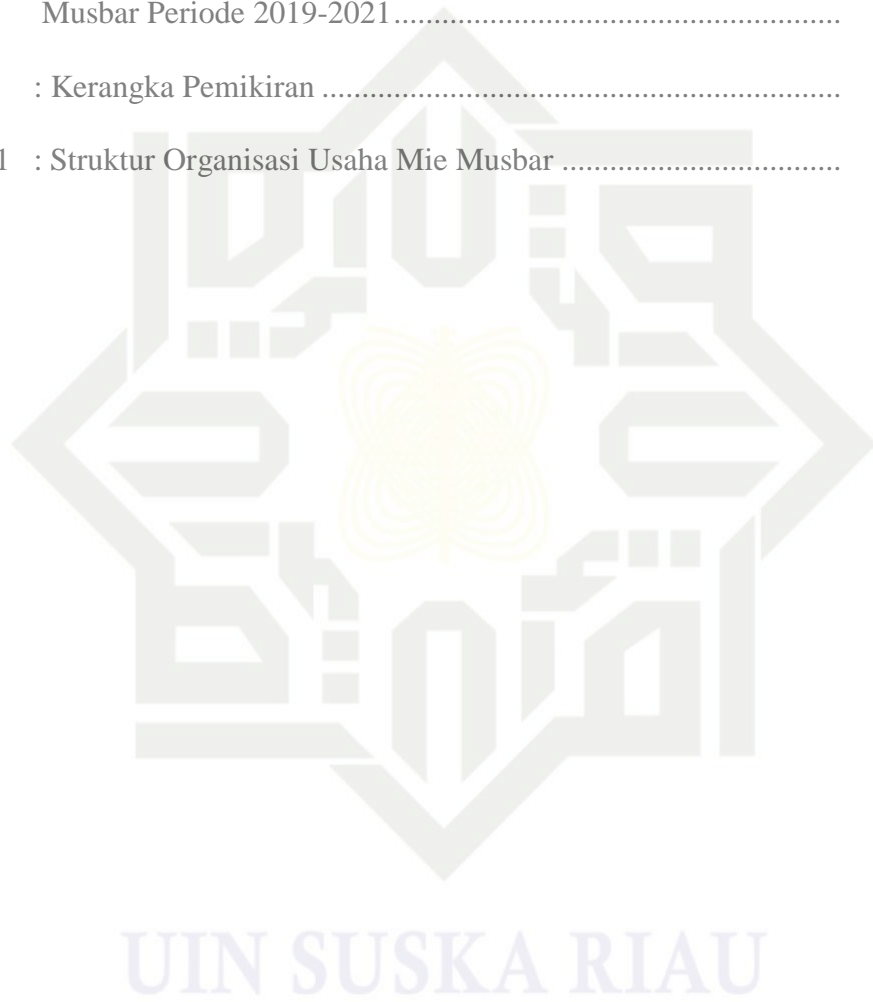 Musbar Periode 2019-2021.......................................................
: Kerangka Pemikiran ................................................................
1 : Struktur Organisasi Usaha Mie Musbar ..................................
UIN SUSKA RIAU